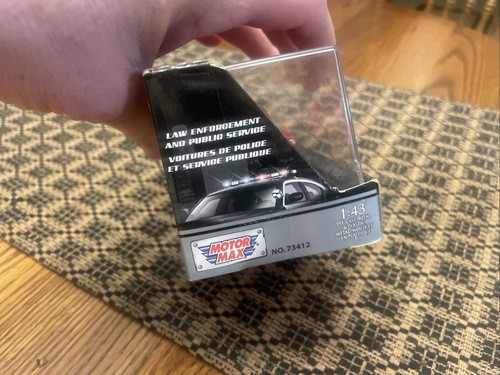 LAW ENFORCEMENT
AND PUBLIC SERVICE
VOITURES DE POLICE
ET SERVICE PUBLIQUE
1:43
MOTOR
MAX
NO.73412